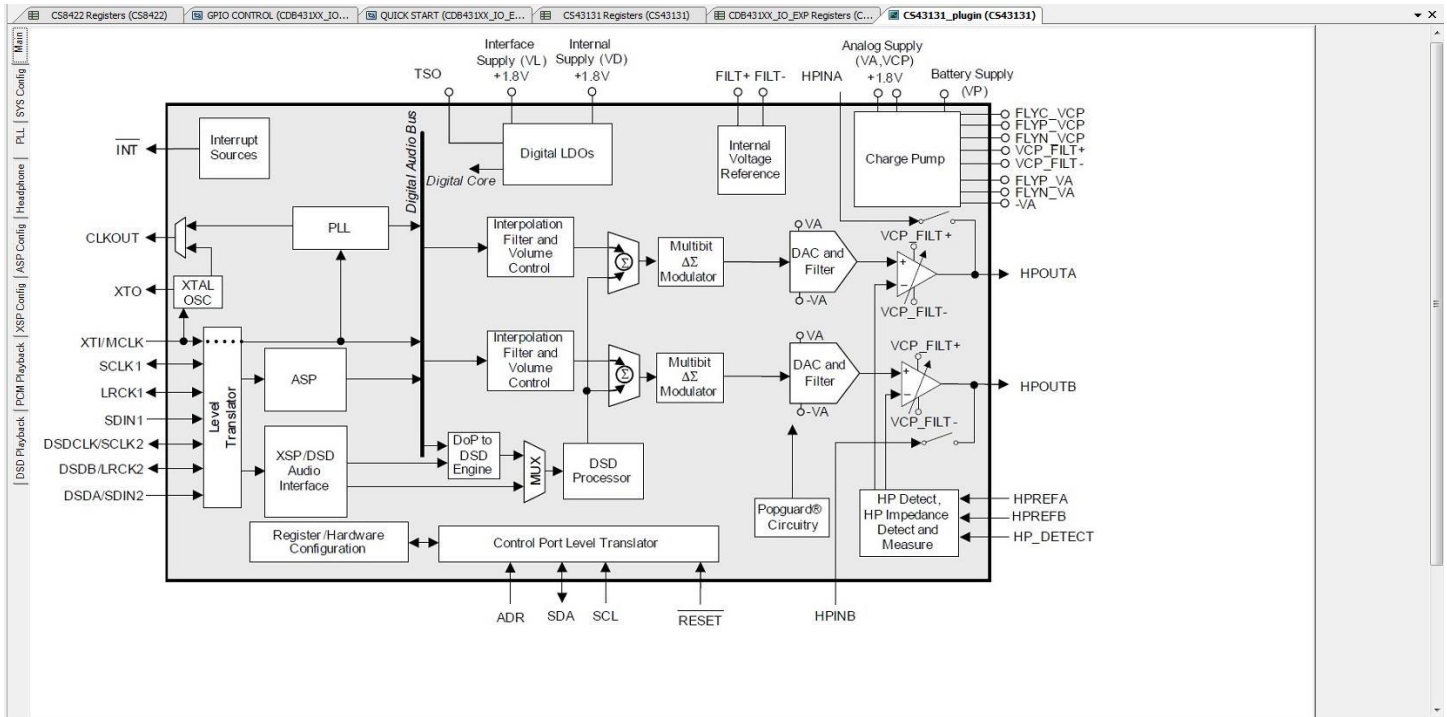 CS8422 Registers (CS8422)
GPIO CONTROL (CDB431XX_IO...
QUICK START (CDB431XX_IO_E...
CS43131 Registers (CS43131)
CDB431XX_IO_EXP Registers (C...
CS43131_plugin (CS43131)
Main
SYS Config
PLL
Headphone
ASP Config
XSP Config
PCM Playback
DSD Playback
Interface
Supply (VL)
+1.8V
Internal
Supply (VD)
+1.8V
TSO
FILT+ FILT-
HPINA
Analog Supply
(VA,VCP)
+1.8V
Battery Supply
(VP)
FLYC_VCP
FLYP_VCP
FLYN_VCP
VCP_FILT+
VCP_FILT-
FLYP_VA
FLYN_VA
-VA
INT
Interrupt
Sources
Digital Audio Bus
Digital LDOs
Digital Core
Internal
Voltage
Reference
Charge Pump
CLKOUT
PLL
Interpolation
Filter and
Volume
Control
Σ
Multibit
ΔΣ
Modulator
VA
DAC and
Filter
-VA
VCP_FILT+
+
−
VCP_FILT-
HPOUTA
XTO
XTAL
OSC
XTI/MCLK
SCLK1
LRCK1
SDIN1
DSDCLK/SCLK2
DSDB/LRCK2
DSDA/SDIN2
Level
Translator
ASP
Interpolation
Filter and
Volume
Control
Σ
Multibit
ΔΣ
Modulator
VA
DAC and
Filter
-VA
VCP_FILT+
+
−
VCP_FILT-
HPOUTB
XSP/DSD
Audio
Interface
DoP to
DSD
Engine
MUX
DSD
Processor
Popguard®
Circuitry
HP Detect,
HP Impedance
Detect and
Measure
HPREFA
HPREFB
HP_DETECT
Register/Hardware
Configuration
Control Port Level Translator
ADR
SDA
SCL
RESET
HPINB